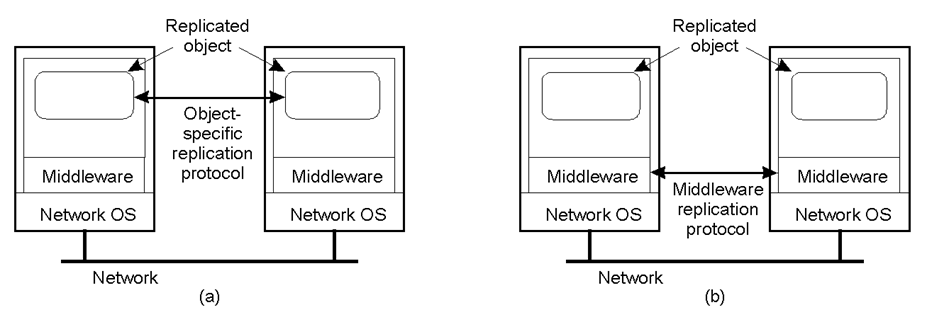 Replicated
object
Object-
specific
replication
protocol
Middleware
Middleware
Network OS
Network OS
Network
(a)
Replicated
object
Middleware
Middleware
Middleware
replication
protocol
Network OS
Network OS
Network
(b)